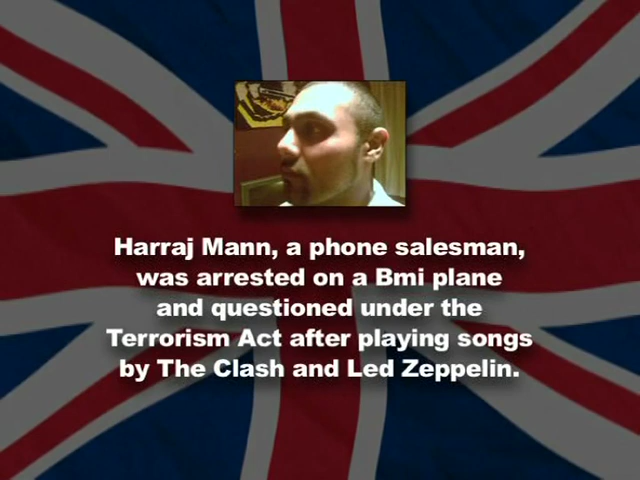 Harraj Mann, a phone salesman,
was arrested on a Bmi plane
and questioned under the
Terrorism Act after playing songs
by The Clash and Led Zeppelin.